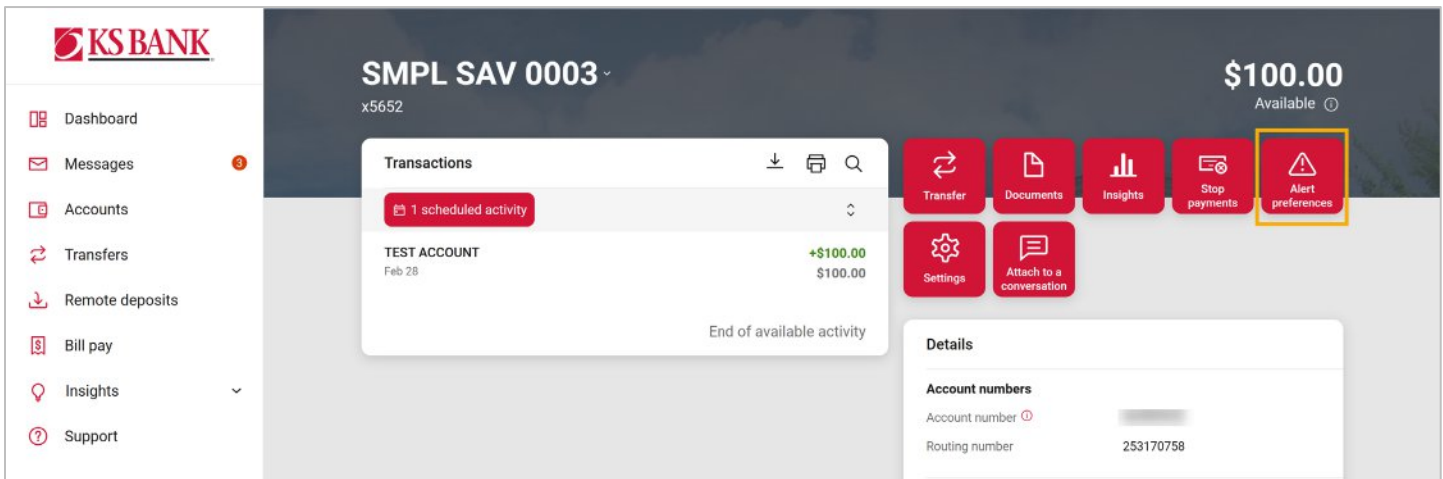 KS BANK
Dashboard
Messages
3
Accounts
Transfers
Remote deposits
Bill pay
Insights
Support
SMPL SAV 0003
x5652
$100.00
Available
Transactions
1 scheduled activity
TEST ACCOUNT
+$100.00
Feb 28
$100.00
End of available activity
Transfer
Documents
Insights
Stop
payments
Alert
preferences
Settings
Attach to a
conversation
Details
Account numbers
Account number
Routing number
253170758